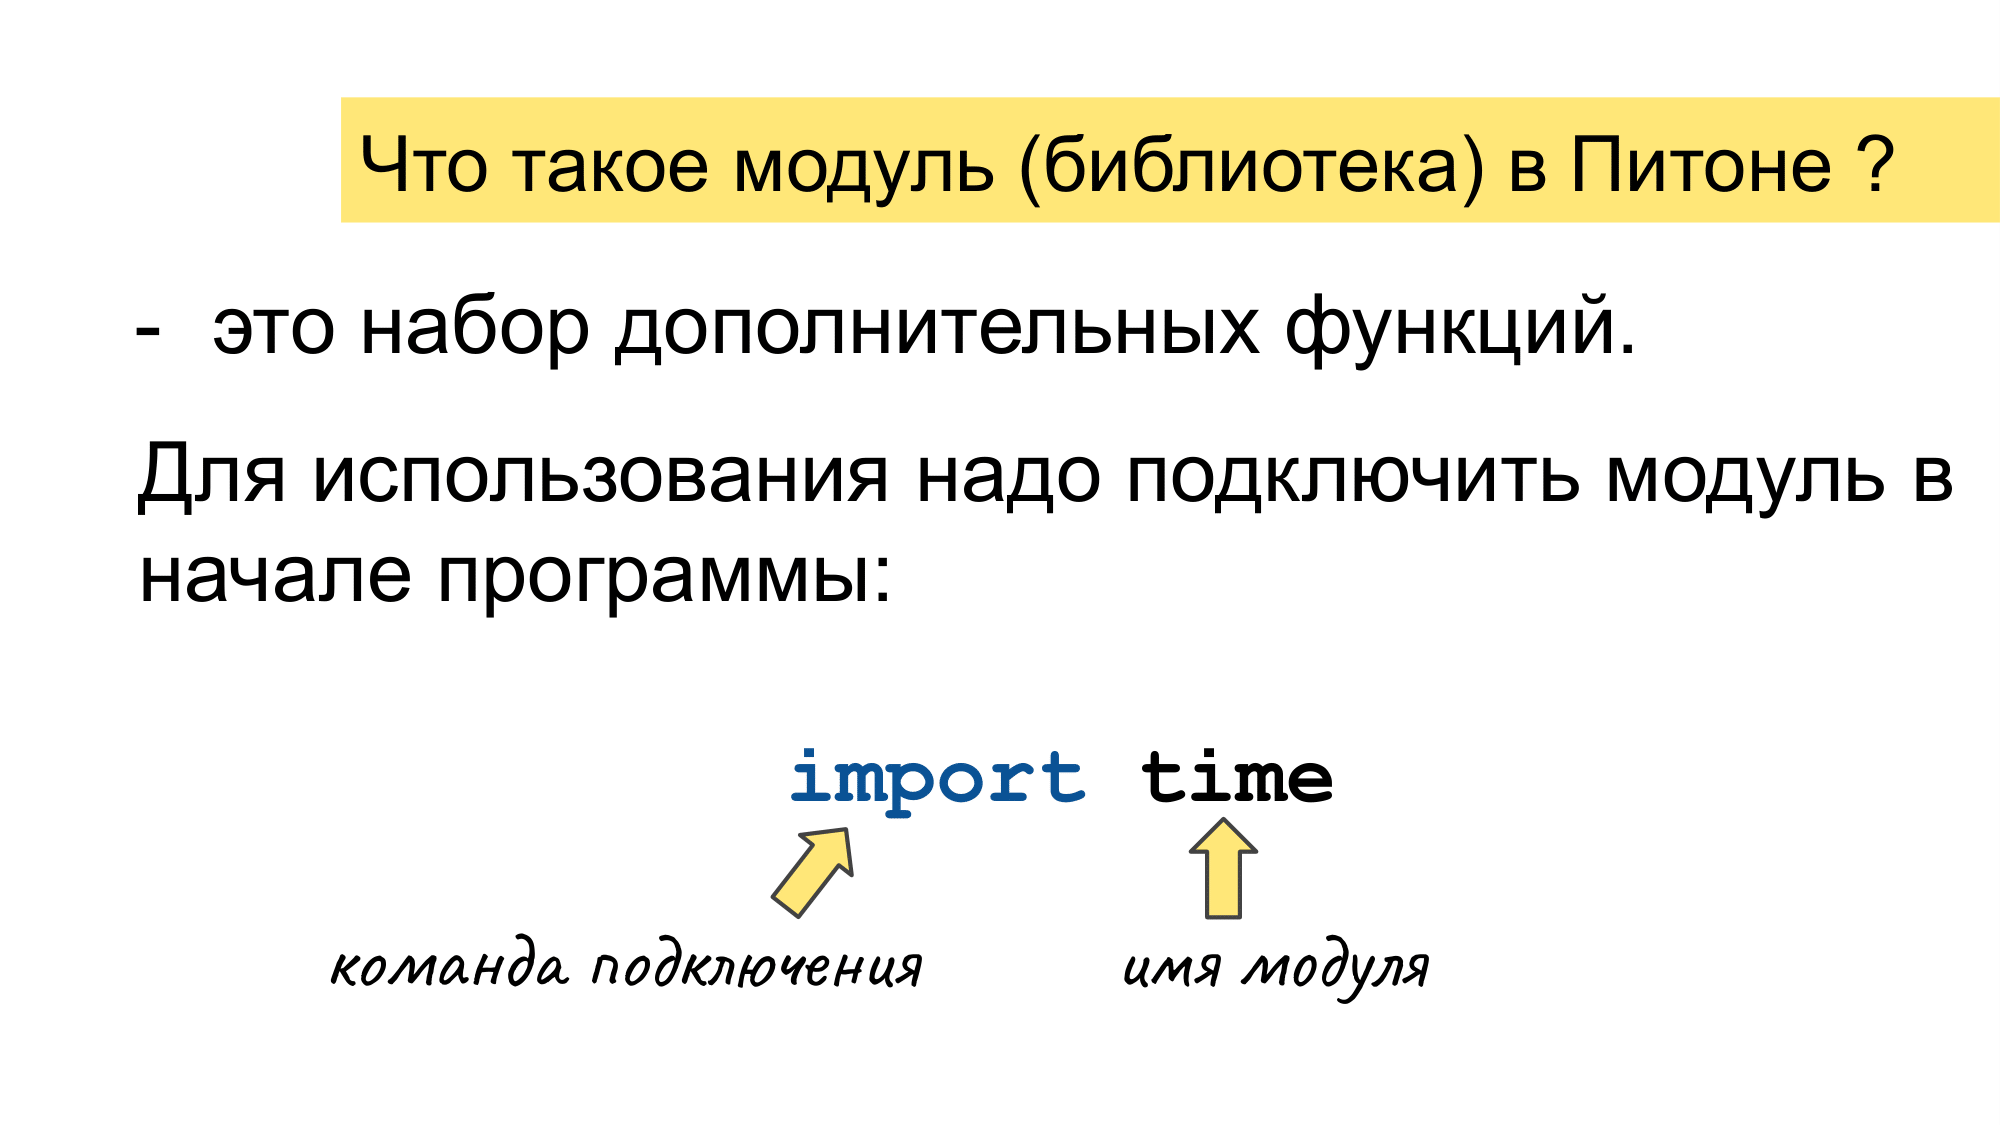 Что такое модуль (библиотека) в Питоне ?
- это набор дополнительных функций.
Для использования надо подключить модуль в
начале программы:
import time
команда подключения имя модуля